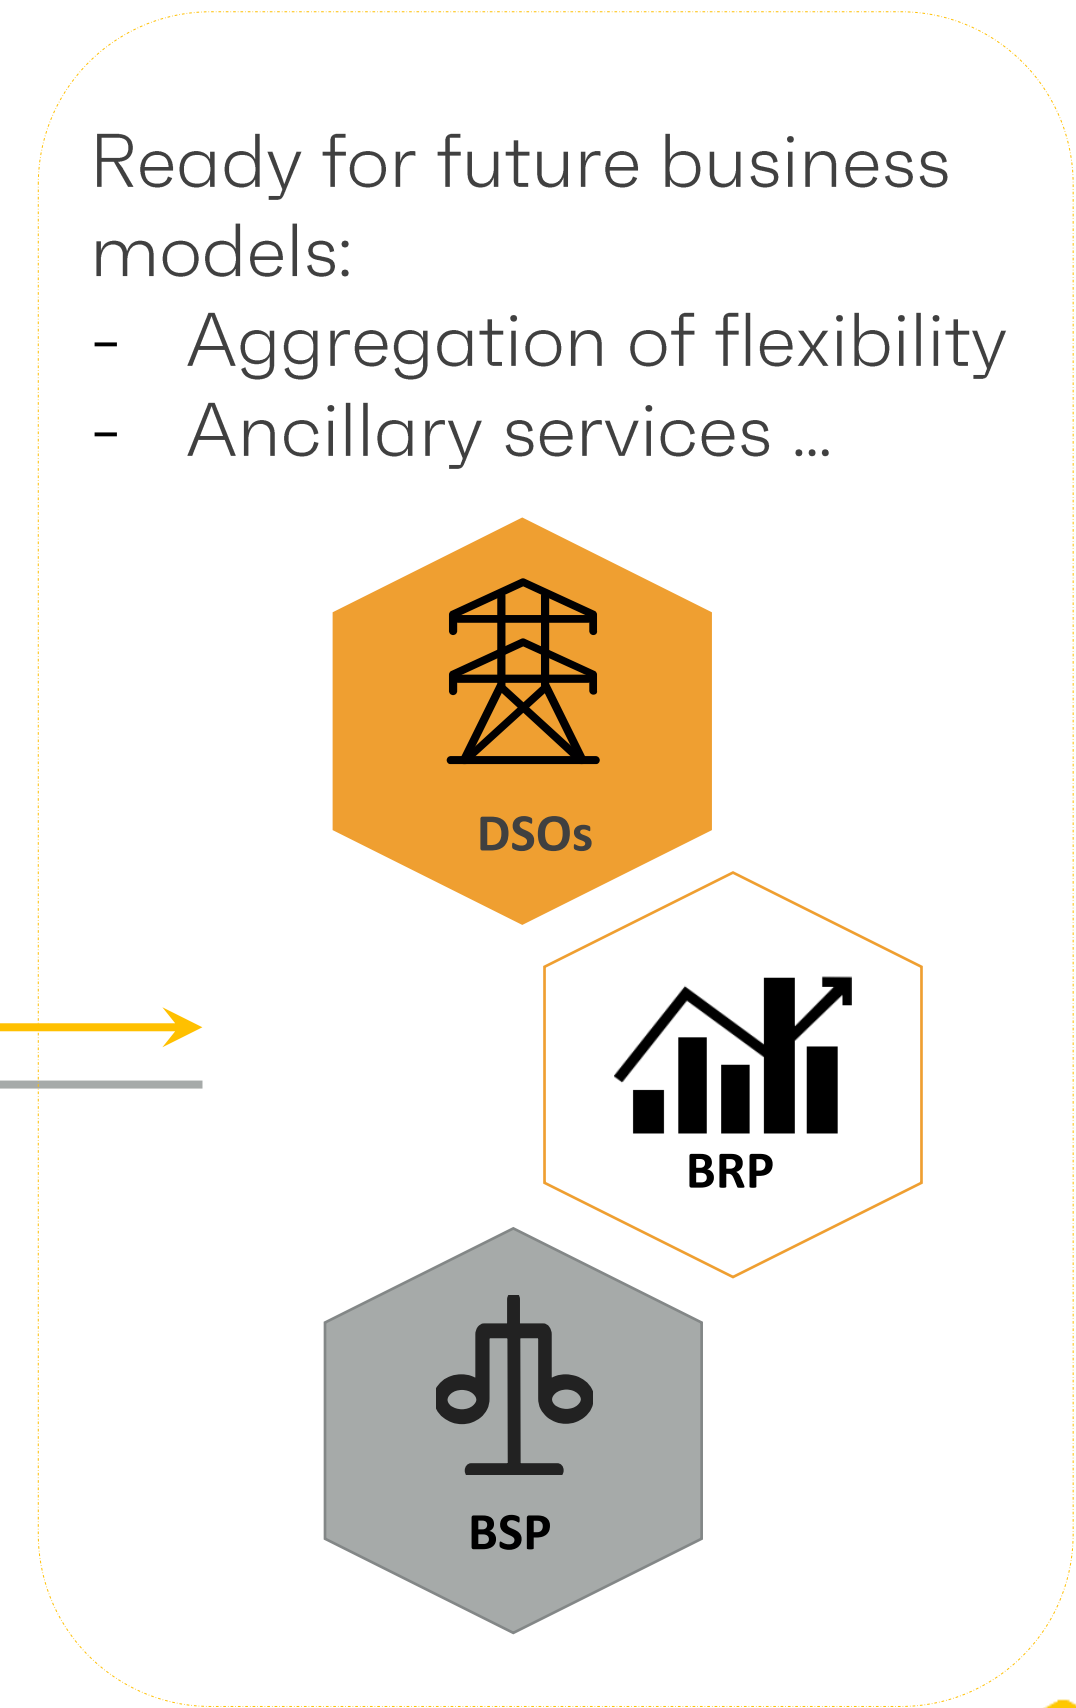 Ready for future business
models:
- Aggregation of flexibility
- Ancillary services ...
DSOs
BRP
BSP